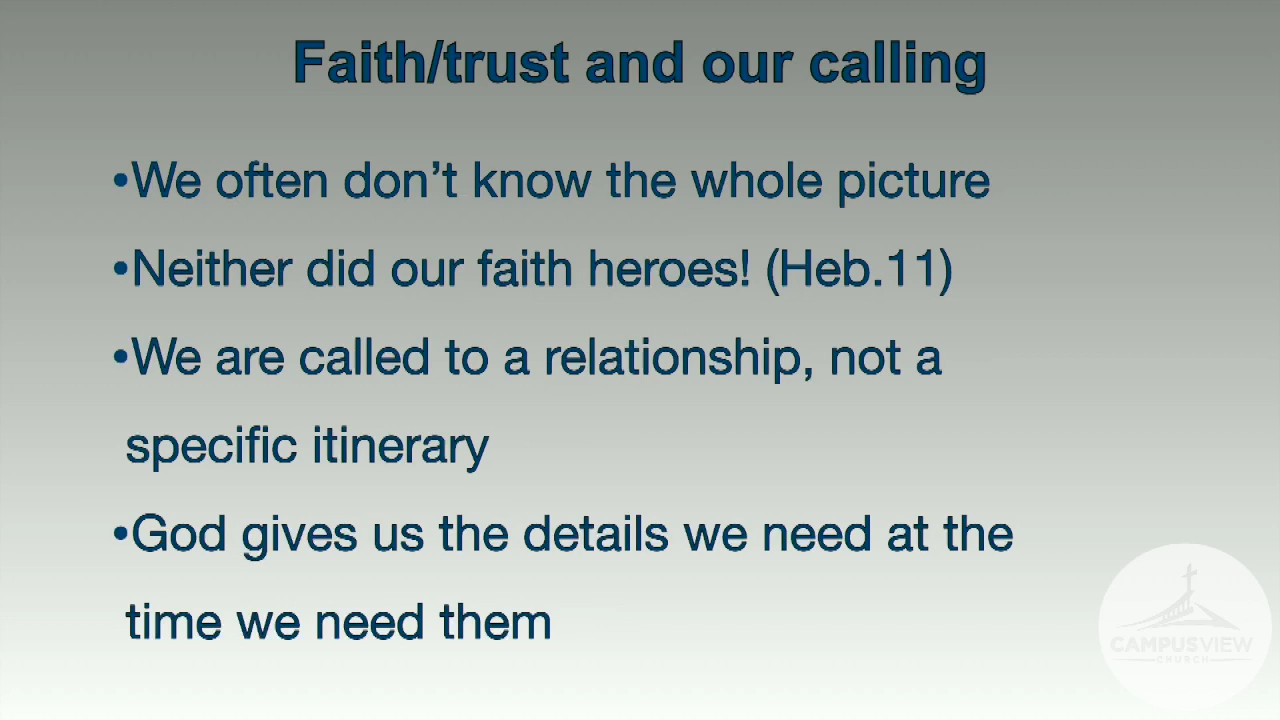 Faith/trust and our calling
•We often don’t know the whole picture
•Neither did our faith heroes! (Heb.11)
•We are called to a relationship, not a
specific itinerary
•God gives us the details we need at the
time we need them
CAMPUSVIEW
CHURCH